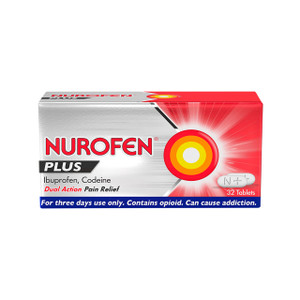 NUROFEN
PLUS
Ibuprofen, Codeine
Dual Action Pain Relief
N+
32 Tablets
For three days use only. Contains opioid. Can cause addiction.